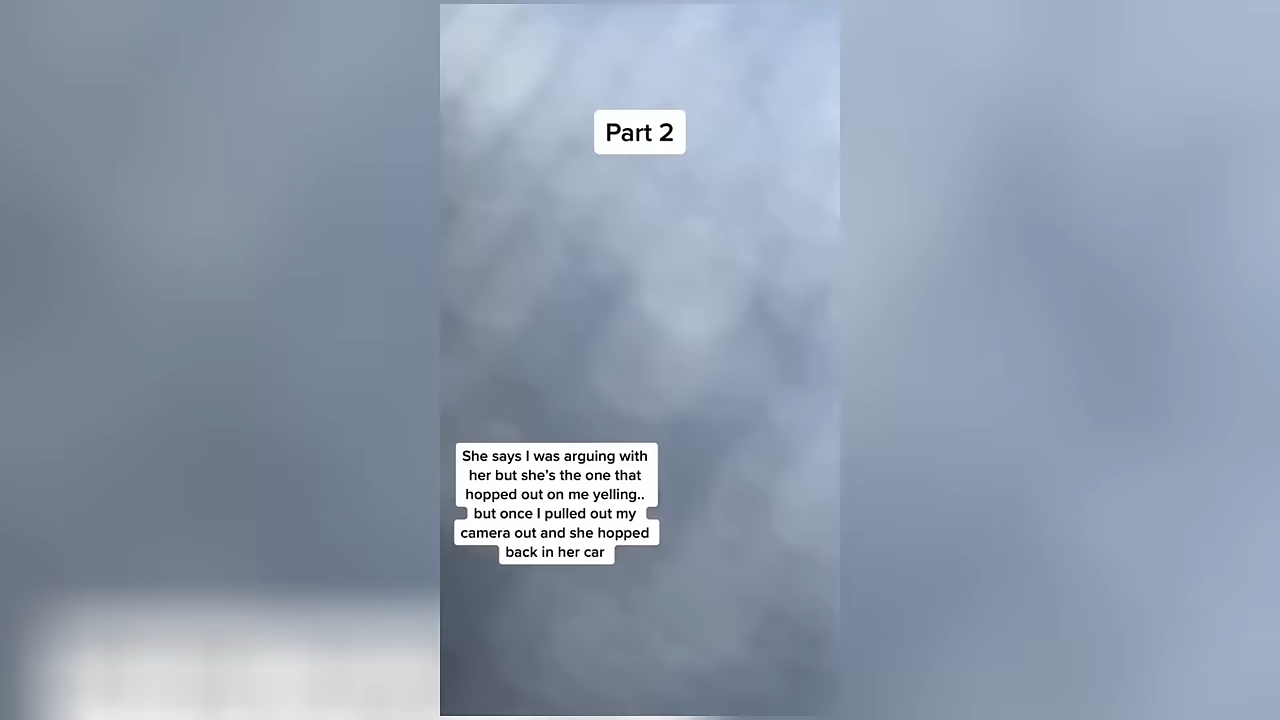 Part 2
She says I was arguing with
her but she's the one that
hopped out on me yelling..
but once I pulled out my
camera out and she hopped
back in her car